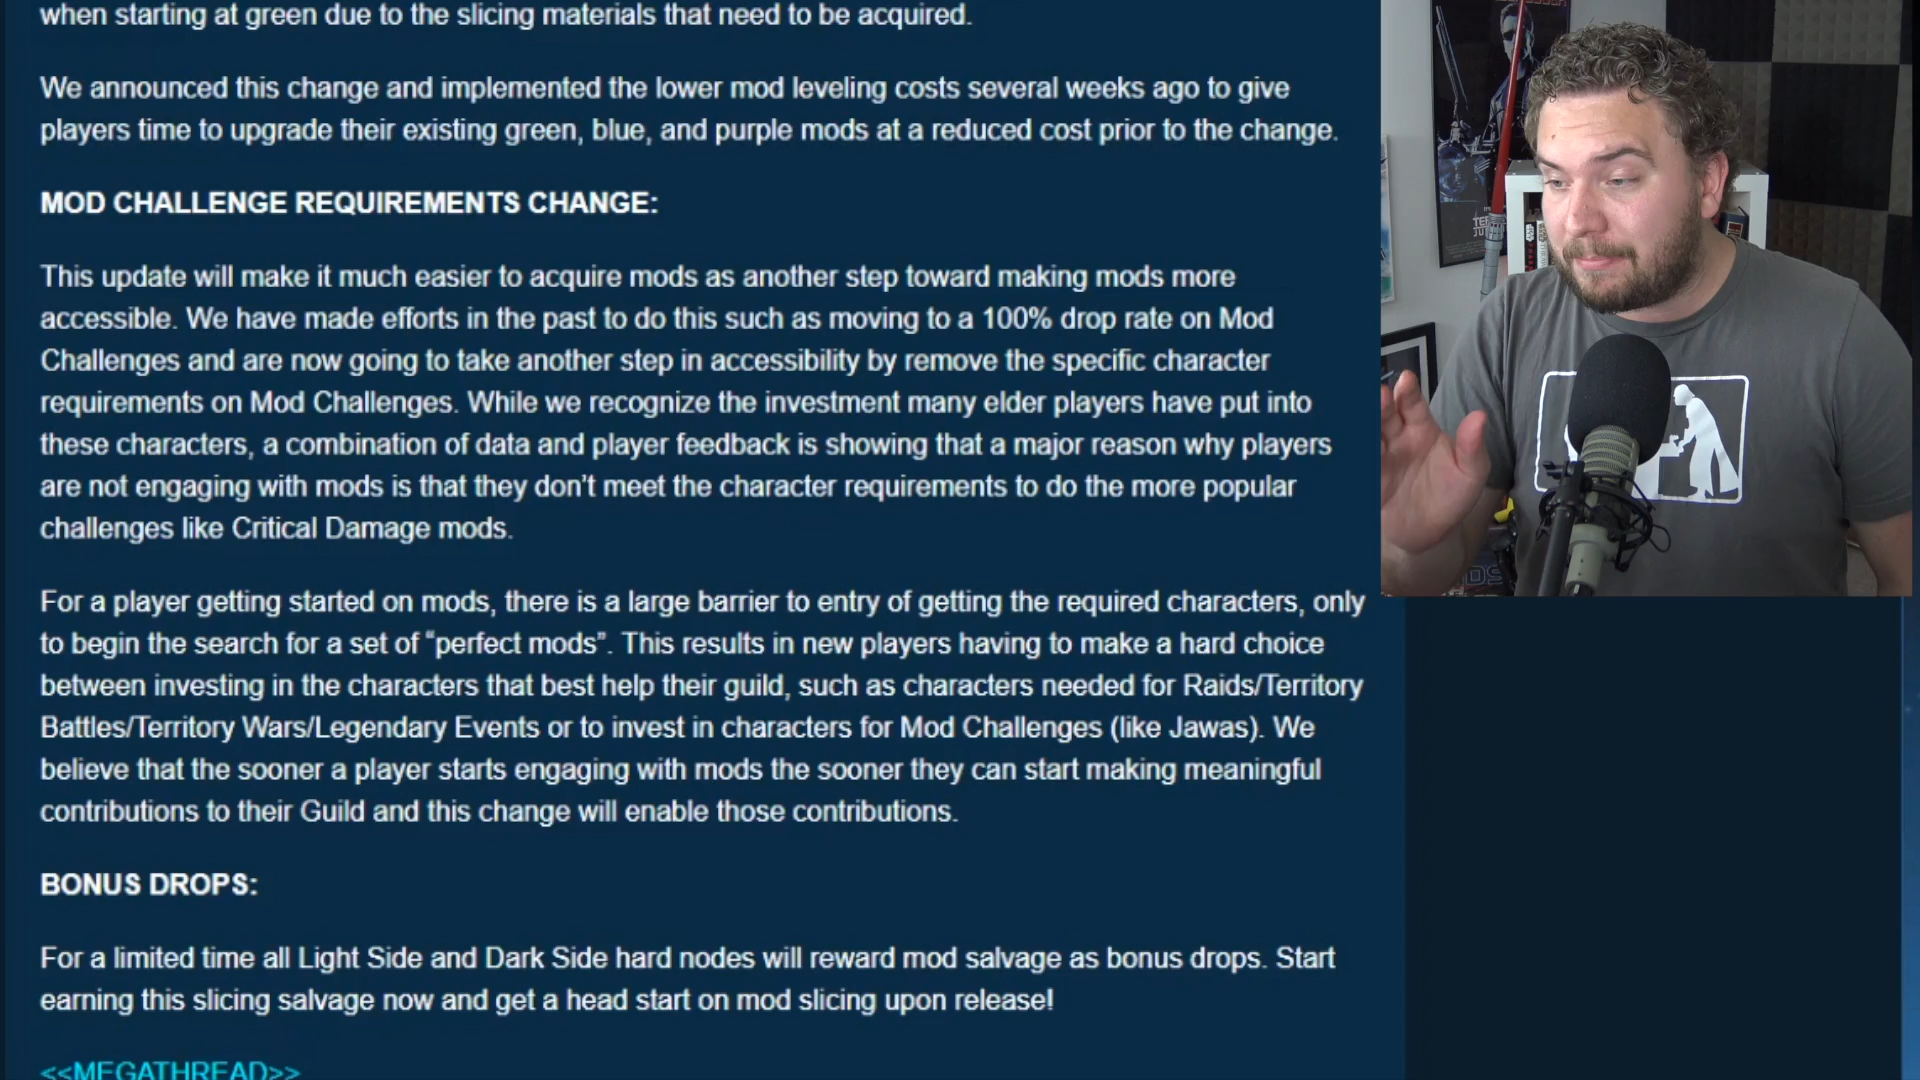 when starting at green due to the slicing materials that need to be acquired.
We announced this change and implemented the lower mod leveling costs several weeks ago to give
players time to upgrade their existing green, blue, and purple mods at a reduced cost prior to the change.
MOD CHALLENGE REQUIREMENTS CHANGE:
This update will make it much easier to acquire mods as another step toward making mods more
accessible. We have made efforts in the past to do this such as moving to a 100% drop rate on Mod
Challenges and are now going to take another step in accessibility by remove the specific character
requirements on Mod Challenges. While we recognize the investment many elder players have put into
these characters, a combination of data and player feedback is showing that a major reason why players
are not engaging with mods is that they don't meet the character requirements to do the more popular
challenges like Critical Damage mods.
For a player getting started on mods, there is a large barrier to entry of getting the required characters, only
to begin the search for a set of “perfect mods”. This results in new players having to make a hard choice
between investing in the characters that best help their guild, such as characters needed for Raids/Territory
Battles/Territory Wars/Legendary Events or to invest in characters for Mod Challenges (like Jawas). We
believe that the sooner a player starts engaging with mods the sooner they can start making meaningful
contributions to their Guild and this change will enable those contributions.
BONUS DROPS:
For a limited time all Light Side and Dark Side hard nodes will reward mod salvage as bonus drops. Start
earning this slicing salvage now and get a head start on mod slicing upon release!
<<MEGATHREAD>>